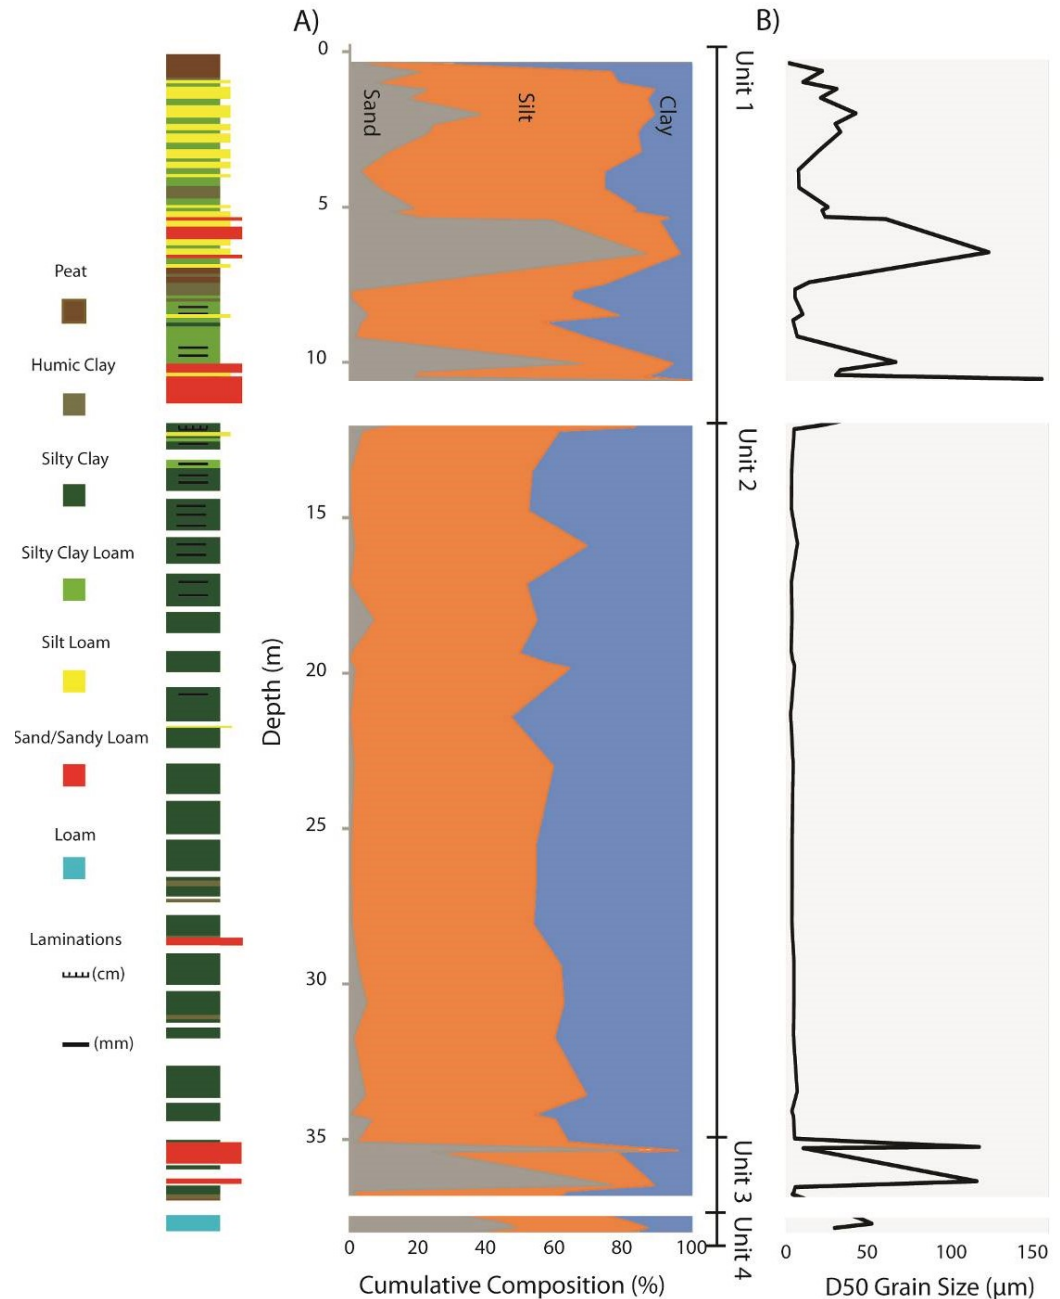 A)
B)
0
5
10
15
20
25
30
35
Depth (m)
Sand
Silt
Clay
Unit 1
Unit 2
Unit 3
Unit 4
Peat
Humic Clay
Silty Clay
Silty Clay Loam
Silt Loam
Sand/Sandy Loam
Loam
Laminations
(cm)
(mm)
0 20 40 60 80 100
Cumulative Composition (%)
0 50 100 150
D50 Grain Size (μm)